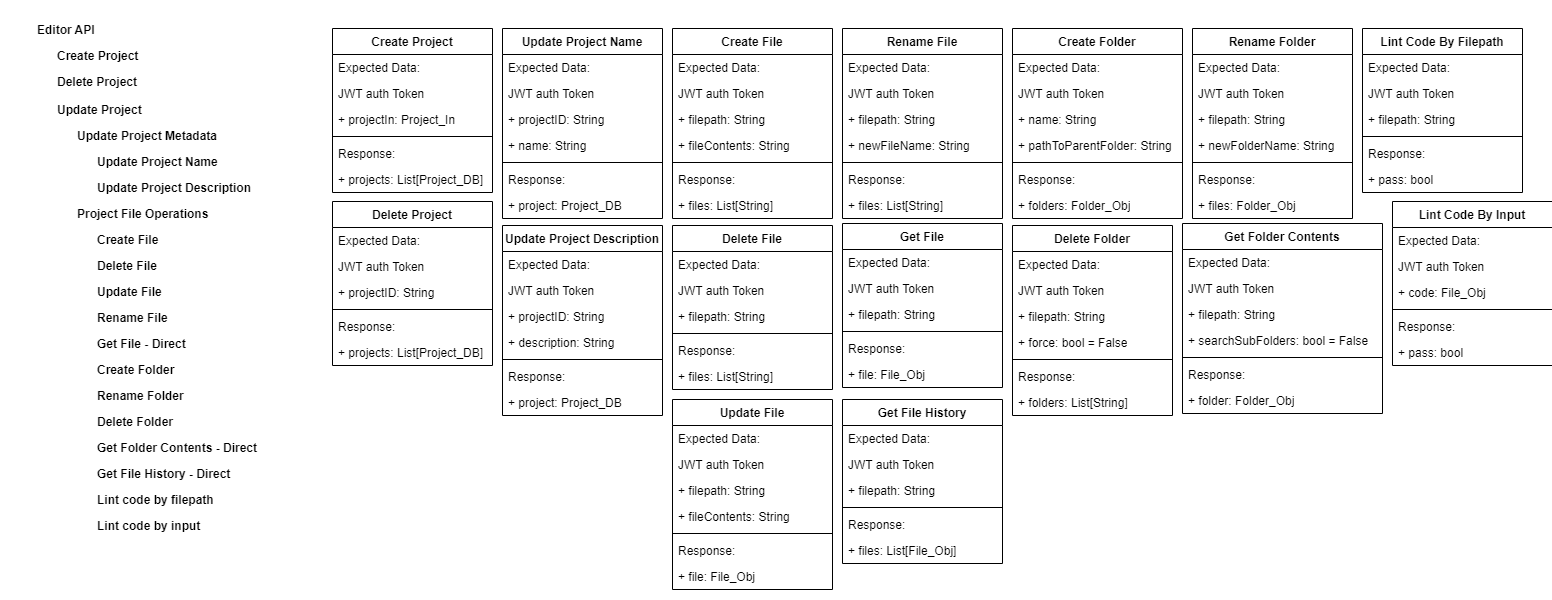 Editor API
Create Project
Delete Project
Update Project
Update Project Metadata
Update Project Name
Update Project Description
Project File Operations
Create File
Delete File
Update File
Rename File
Get File - Direct
Create Folder
Rename Folder
Delete Folder
Get Folder Contents - Direct
Get File History - Direct
Lint code by filepath
Lint code by input
Create Project
Expected Data:
JWT auth Token
+ projectIn: Project_In
Response:
+ projects: List[Project_DB]
Delete Project
Expected Data:
JWT auth Token
+ projectID: String
Response:
+ projects: List[Project_DB]
Update Project Name
Expected Data:
JWT auth Token
+ projectID: String
+ name: String
Response:
+ project: Project_DB
Update Project Description
Expected Data:
JWT auth Token
+ projectID: String
+ description: String
Response:
+ project: Project_DB
Create File
Expected Data:
JWT auth Token
+ filepath: String
+ fileContents: String
Response:
+ files: List[String]
Delete File
Expected Data:
JWT auth Token
+ filepath: String
Response:
+ files: List[String]
Update File
Expected Data:
JWT auth Token
+ filepath: String
+ fileContents: String
Response:
+ file: File_Obj
Rename File
Expected Data:
JWT auth Token
+ filepath: String
+ newFileName: String
Response:
+ files: List[String]
Get File
Expected Data:
JWT auth Token
+ filepath: String
Response:
+ file: File_Obj
Get File History
Expected Data:
JWT auth Token
+ filepath: String
Response:
+ files: List[File_Obj]
Create Folder
Expected Data:
JWT auth Token
+ name: String
+ pathToParentFolder: String
Response:
+ folders: Folder_Obj
Delete Folder
Expected Data:
JWT auth Token
+ filepath: String
+ force: bool = False
Response:
+ folders: List[String]
Rename Folder
Expected Data:
JWT auth Token
+ filepath: String
+ newFolderName: String
Response:
+ files: Folder_Obj
Get Folder Contents
Expected Data:
JWT auth Token
+ filepath: String
+ searchSubFolders: bool = False
Response:
+ folder: Folder_Obj
Lint Code By Filepath
Expected Data:
JWT auth Token
+ filepath: String
Response:
+ pass: bool
Lint Code By Input
Expected Data:
JWT auth Token
+ code: File_Obj
Response:
+ pass: bool